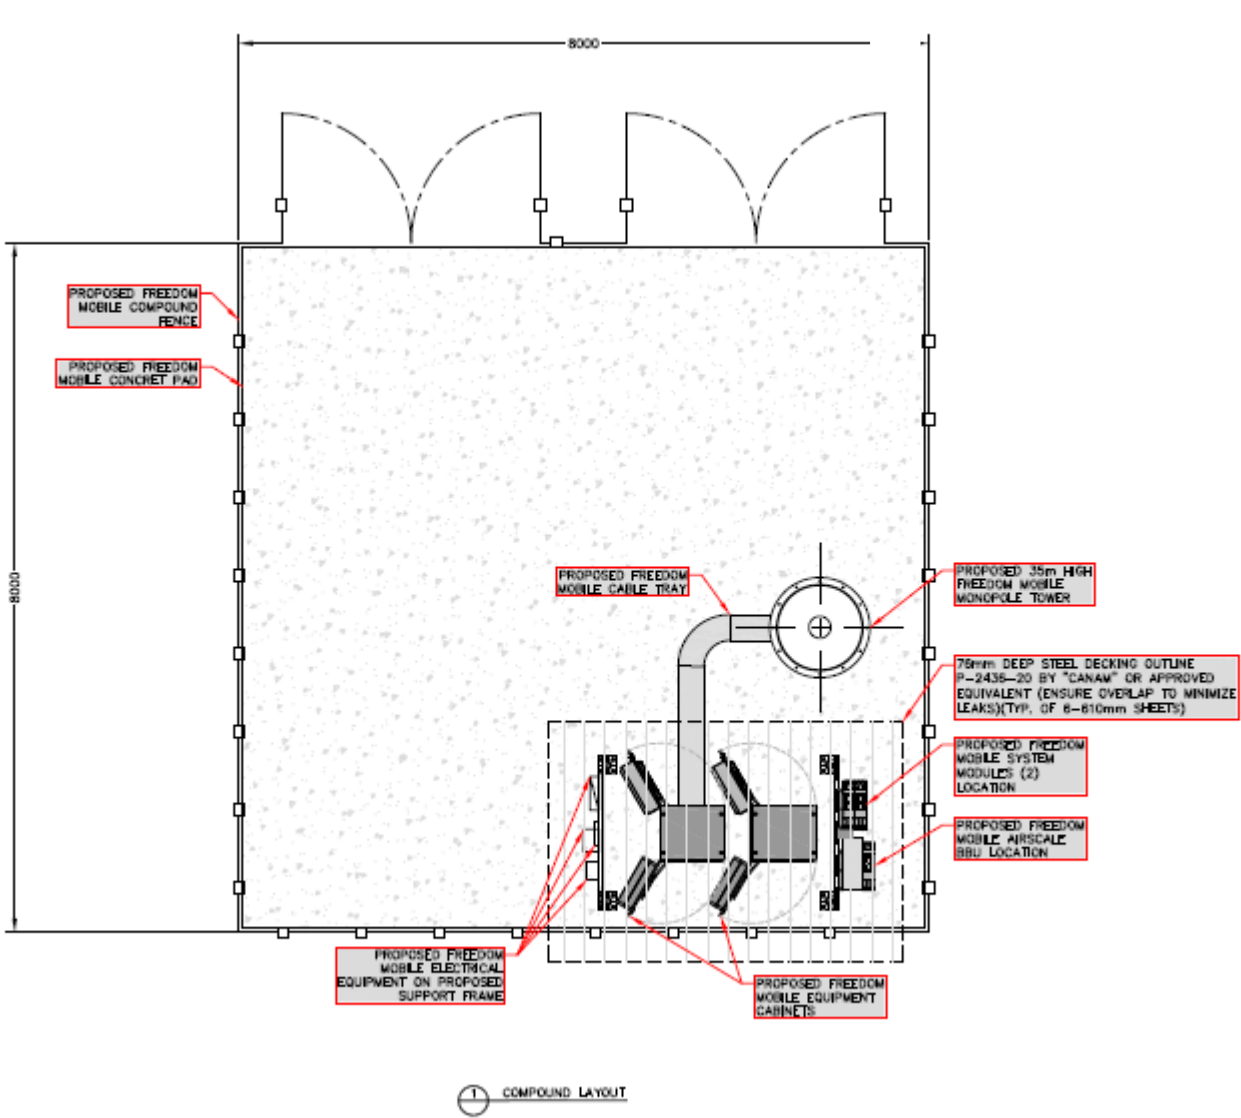 8000
PROPOSED FREEDOM
MOBILE COMPOUND
FENCE
PROPOSED FREEDOM
MOBILE CONCRET PAD
8000
PROPOSED FREEDOM
MOBILE CABLE TRAY
PROPOSED 35m HIGH
FREEDOM MOBILE
MONOPOLE TOWER
76mm DEEP STEEL DECKING OUTLINE
P-2436-20 BY "CANAM" OR APPROVED
EQUIVALENT (ENSURE OVERLAP TO MINIMIZE
LEAKS)(TYP. OF 6-610mm SHEETS)
PROPOSED FREEDOM
MOBILE SYSTEM
MODULES (2)
LOCATION
PROPOSED FREEDOM
MOBILE AIRSCALE
BBU LOCATION
PROPOSED FREEDOM
MOBILE ELECTRICAL
EQUIPMENT ON PROPOSED
SUPPORT FRAME
PROPOSED FREEDOM
MOBILE EQUIPMENT
CABINETS
1 COMPOUND LAYOUT